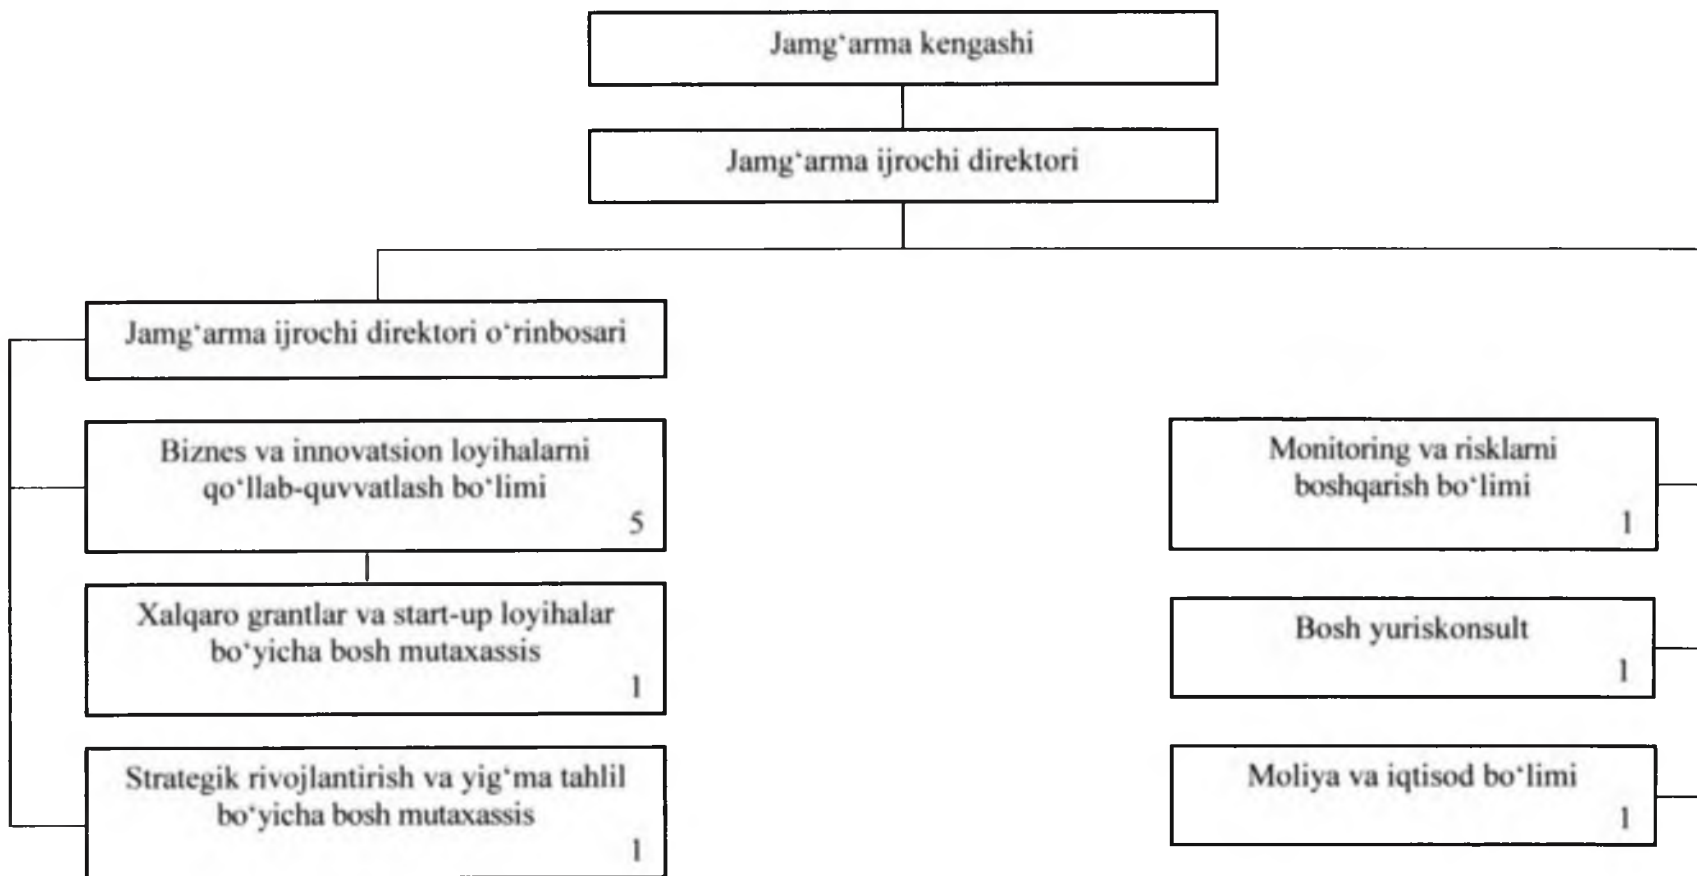 Jamg‘arma kengashi
Jamg‘arma ijrochi direktori
Jamg‘arma ijrochi direktori o‘rinbosari
Biznes va innovatsion loyihalarni
qo‘llab-quvvatlash bo‘limi
5
Xalqaro grantlar va start-up loyihalar
bo‘yicha bosh mutaxassis
1
Strategik rivojlantirish va yig‘ma tahlil
bo‘yicha bosh mutaxassis
1
Monitoring va risklarni
boshqarish bo‘limi
1
Bosh yuriskonsult
1
Moliya va iqtisod bo‘limi
1